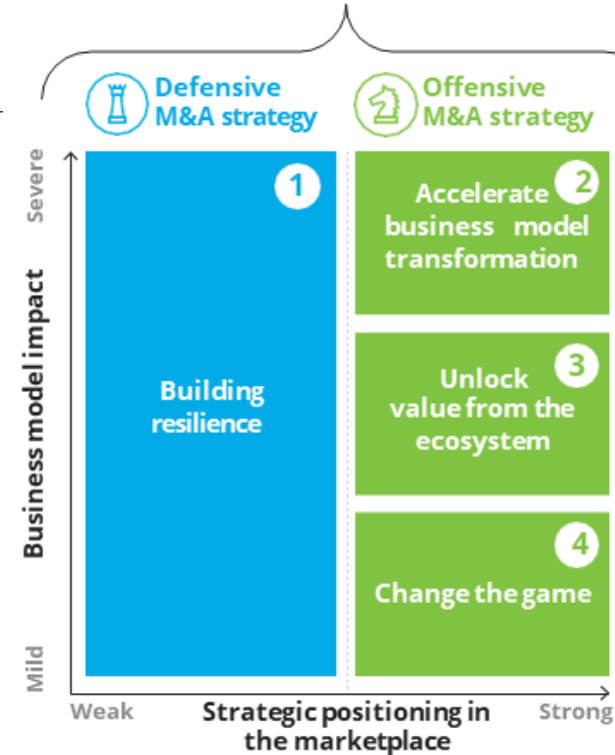 Defensive
M&A strategy
Offensive
M&A strategy
Severe
Business model impact
Mild
1
Building
resilience
2
Accelerate
business model
transformation
3
Unlock
value from the
ecosystem
4
Change the game
Weak
Strategic positioning in
the marketplace
Strong